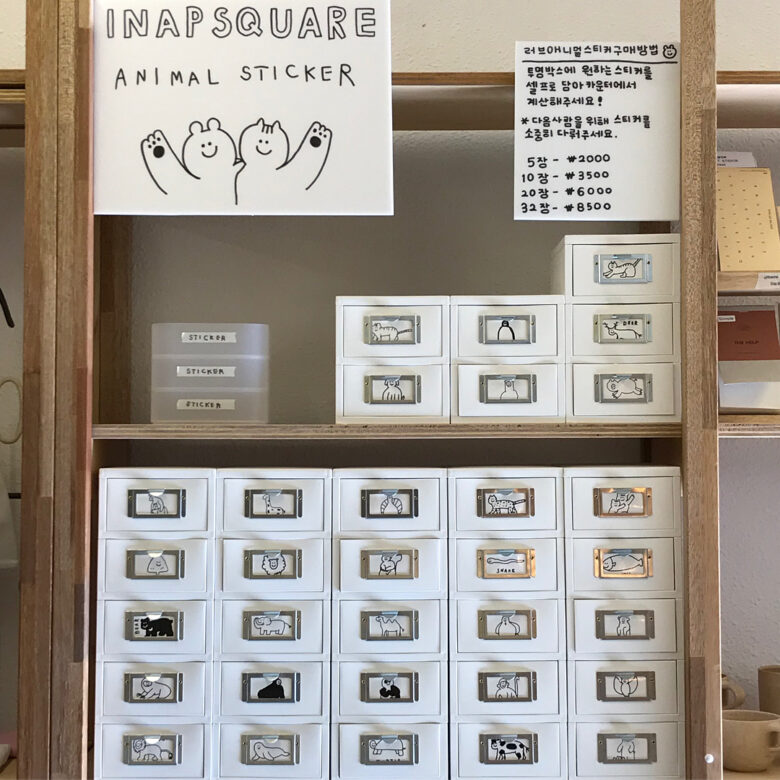 INAPSQUARE
ANIMAL STICKER
러브애니멀스티커구매방법
투명박스에 원하는스티커를
셀프로 담아 카운터에서
계산해주세요!
*다음사람을 위해 스티커를
소중히 다뤄주세요.
5장 - ₩2000
10장 - ₩3500
20장 - ₩6000
32장 - ₩8500
STICKER
STICKER
STICKER
DEER
SNAKE